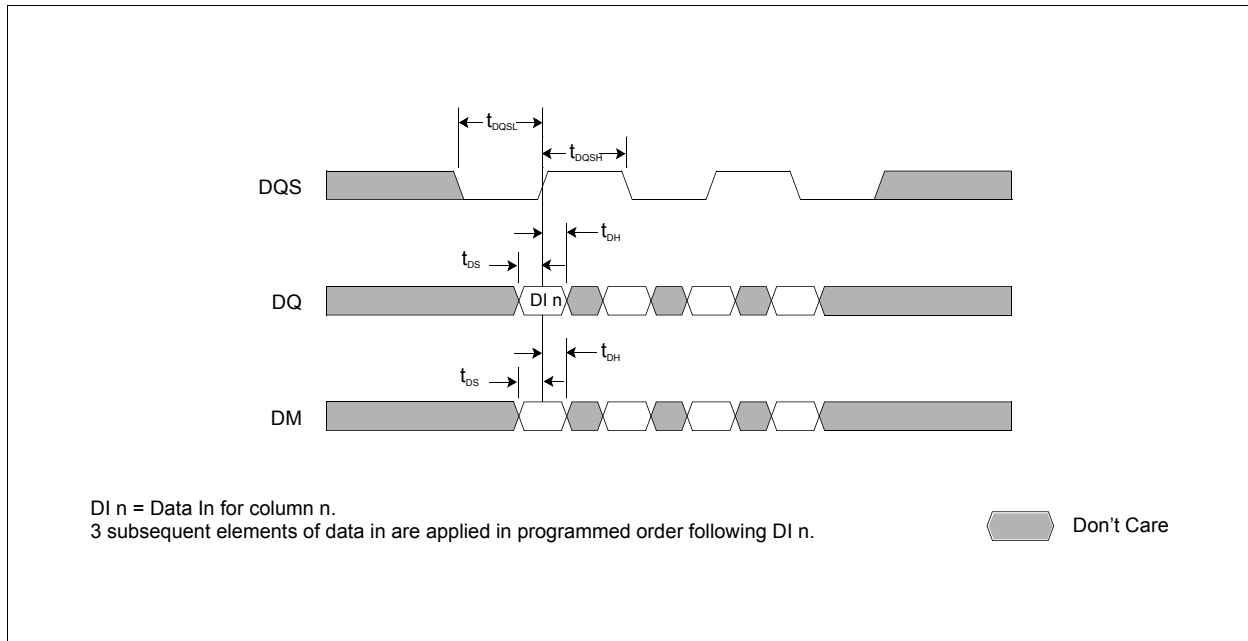 tDQSL
tDQSH
DQS
tDH
tDS
DQ
DI n
tDH
tDS
DM
DI n = Data In for column n.
3 subsequent elements of data in are applied in programmed order following DI n.
Don't Care